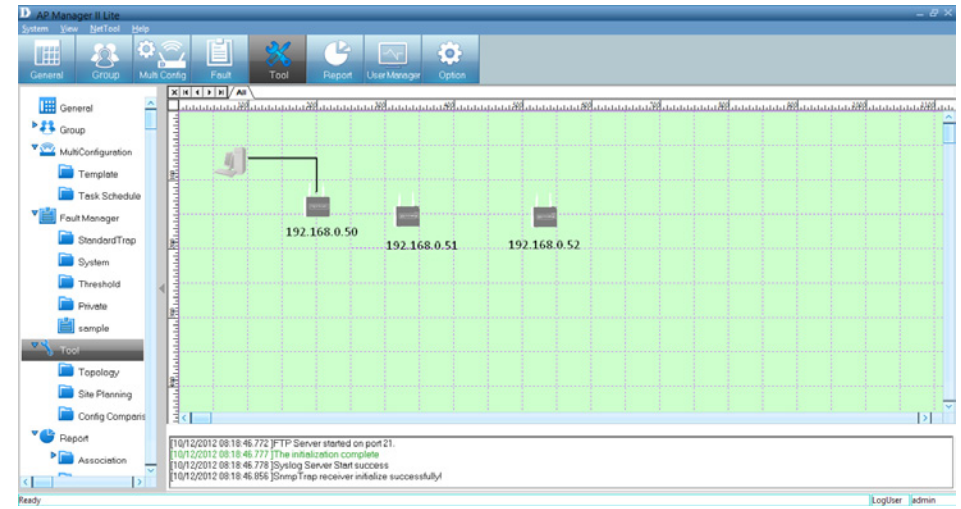 D AP Manager II Lite
System View NetTool Help
General Group Multi Config Fault Tool Report UserManager Option
General
Group
MultiConfiguration
Template
Task Schedule
Fault Manager
StandardTrap
System
Threshold
Private
sample
Tool
Topology
Site Planning
Config Comparis
Report
Association
All
192.168.0.50
192.168.0.51
192.168.0.52
[10/12/2012 08:18:46.772 ]FTP Server started on port 21.
[10/12/2012 08:18:46.777 ]The initialization complete
[10/12/2012 08:18:46.778 ]Syslog Server Start success
[10/12/2012 08:18:46.856 ]SnmpTrap receiver initialize successfully!
Ready
LogUser admin